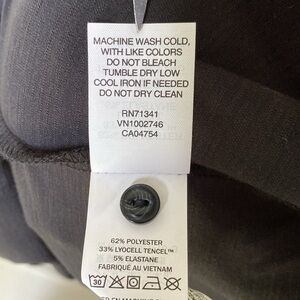 MACHINE WASH COLD,
WITH LIKE COLORS
DO NOT BLEACH
TUMBLE DRY LOW
COOL IRON IF NEEDED
DO NOT DRY CLEAN
RN71341
VN1002746
CA04754
62% POLYESTER
33% LYOCELL TENCEL™
5% ELASTANE
FABRIQUÉ AU VIETNAM
30